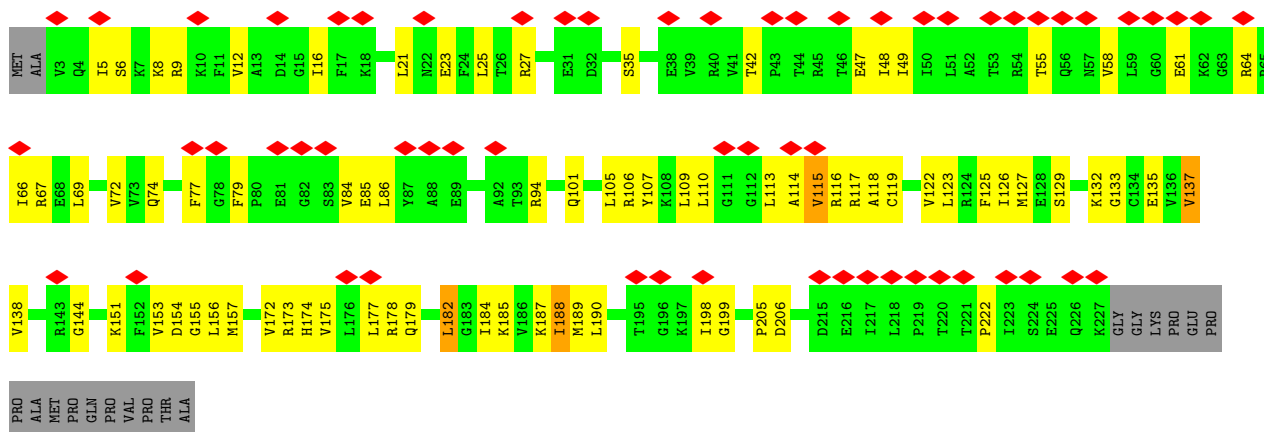 MET ALA V3 Q4 I5 S6 K7 K8 R9 K10 F11 V12 A13 D14 G15 I16 F17 K18 L21 N22 E23 F24 L25 T26 R27 E31 D32 S35 E38 V39 R40 V41 T42 P43 T44 R45 T46 E47 I48 I49 I50 L51 A52 T53 R54 T55 Q56 N57 V58 L59 G60 E61 K62 G63 R64 R65
I66 R67 E68 L69 V72 V73 Q74 F77 G78 F79 P80 E81 G82 S83 V84 E85 L86 Y87 A88 E89 A92 T93 R94 Q101 L105 R106 Y107 K108 L109 L110 G111 G112 L113 A114 V115 R116 R117 A118 C119 V122 L123 R124 F125 I126 M127 E128 S129 K132 G133 C134 E135 V136 V137
V138 R143 G144 K151 F152 V153 D154 G155 L156 M157 V172 R173 H174 V175 L176 L177 R178 Q179 L182 G183 I184 K185 V186 K187 I188 M189 L190 T195 G196 K197 I198 G199 P205 D206 D215 E216 I217 L218 P219 T220 T221 P222 I223 S224 E225 Q226 K227 GLY GLY LYS PRO GLU PRO
PRO ALA MET PRO GLN PRO VAL PRO THR ALA